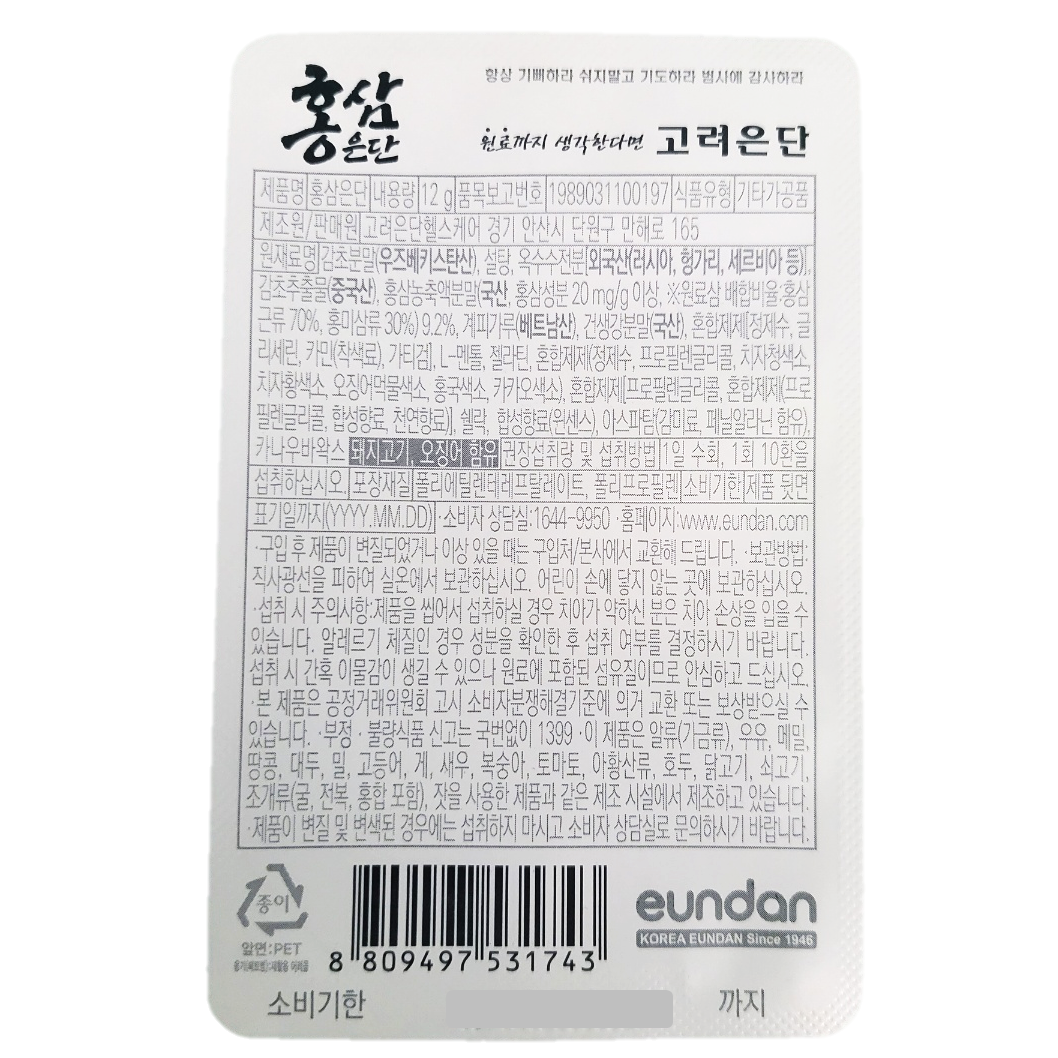 홍삼
은단
항상 기뻐하라 쉬지말고 기도하라 범사에 감사하라
원료까지 생각한다면 고려은단
제품명 홍삼은단 내용량 12 g 품목보고번호 1989031100197 식품유형 기타가공품
제조원/판매원 고려은단헬스케어 경기 안산시 단원구 만해로 165
원재료명 감초분말(우즈베키스탄산), 설탕, 옥수수전분[외국산(러시아, 헝가리, 세르비아 등)],
감초추출물(중국산), 홍삼농축액분말(국산, 홍삼성분 20 mg/g 이상, ※원료삼 배합비율:홍삼
근류 70%, 홍미삼류 30%) 9.2%, 계피가루(베트남산), 건생강분말(국산), 혼합제제[정제수, 글
리세린, 카민(착색료), 가티검], L-멘톨, 젤라틴, 혼합제제(정제수, 프로필렌글리콜, 치자청색소,
치자황색소, 오징어먹물색소, 홍국색소, 카카오색소), 혼합제제[프로필렌글리콜, 혼합제제(프로
필렌글리콜, 합성향료, 천연향료)], 쉘락, 합성향료(원센스), 아스파탐(감미료, 페닐알라닌 함유),
카나우바왁스 돼지고기, 오징어 함유 권장섭취량 및 섭취방법 1일 수회, 1회 10환을
섭취하십시오. 포장재질 폴리에틸렌테레프탈레이트, 폴리프로필렌 소비기한 제품 뒷면
표기일까지(YYYY.MM.DD) ·소비자 상담실:1644-9950 ·홈페이지:www.eundan.com
·구입 후 제품이 변질되었거나 이상 있을 때는 구입처/본사에서 교환해 드립니다. ·보관방법:
직사광선을 피하여 실온에서 보관하십시오. 어린이 손에 닿지 않는 곳에 보관하십시오.
·섭취 시 주의사항:제품을 씹어서 섭취하실 경우 치아가 약하신 분은 치아 손상을 입을 수
있습니다. 알레르기 체질인 경우 성분을 확인한 후 섭취 여부를 결정하시기 바랍니다.
섭취 시 간혹 이물감이 생길 수 있으나 원료에 포함된 섬유질이므로 안심하고 드십시오.
·본 제품은 공정거래위원회 고시 소비자분쟁해결기준에 의거 교환 또는 보상받으실 수
있습니다. ·부정·불량식품 신고는 국번없이 1399 ·이 제품은 알류(가금류), 우유, 메밀,
땅콩, 대두, 밀, 고등어, 게, 새우, 복숭아, 토마토, 아황산류, 호두, 닭고기, 쇠고기,
조개류(굴, 전복, 홍합 포함), 잣을 사용한 제품과 같은 제조 시설에서 제조하고 있습니다.
·제품이 변질 및 변색된 경우에는 섭취하지 마시고 소비자 상담실로 문의하시기 바랍니다.
종이
알면:PET
8 809497 531743
eundan
KOREA EUNDAN Since 1946
소비기한 까지